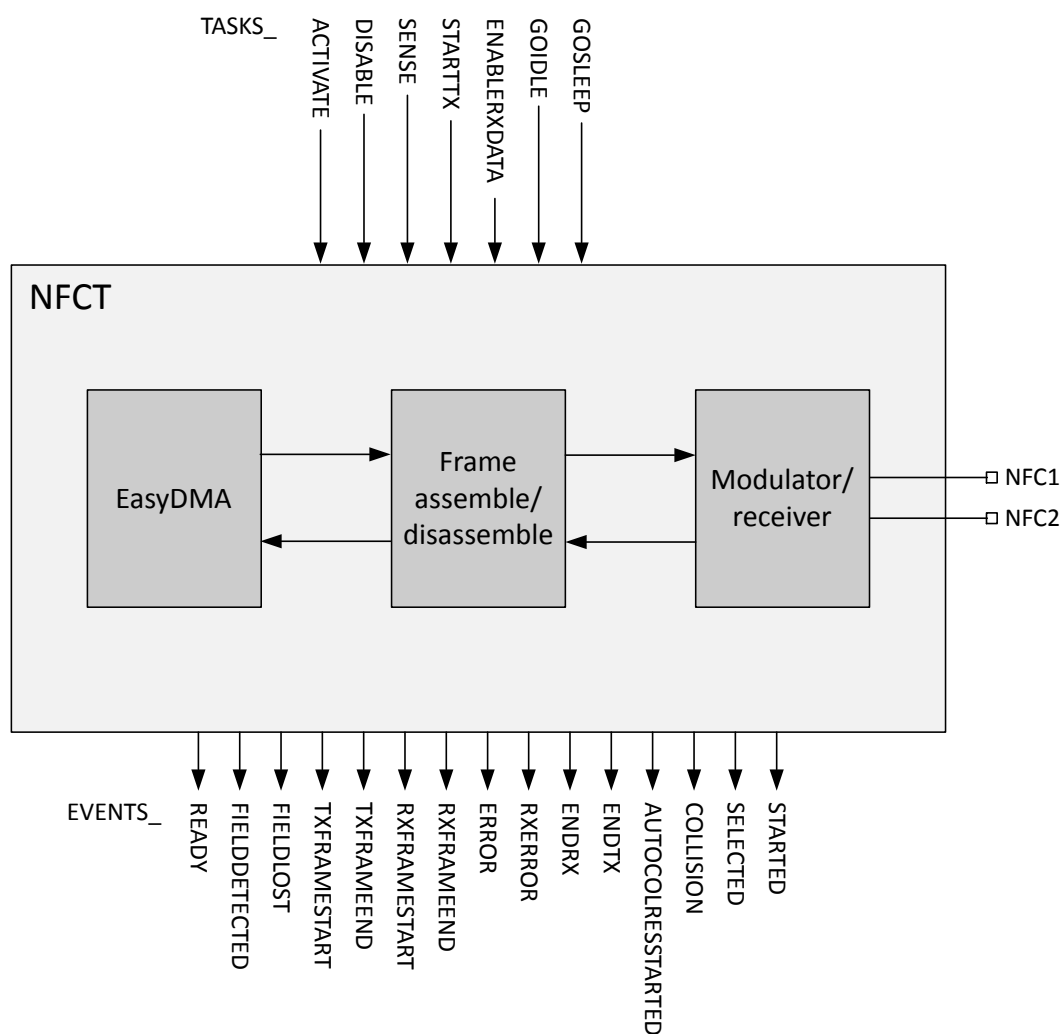 TASKS_
ACTIVATE
DISABLE
SENSE
STARTTX
ENABLERXDATA
GOIDLE
GOSLEEP
NFCT
EasyDMA
Frame
assemble/
disassemble
Modulator/
receiver
NFC1
NFC2
EVENTS_
READY
FIELDDETECTED
FIELDLOST
TXFRAMESTART
TXFRAMEEND
RXFRAMESTART
RXFRAMEEND
ERROR
RXERROR
ENDRX
ENDTX
AUTOCOLRESSTARTED
COLLISION
SELECTED
STARTED